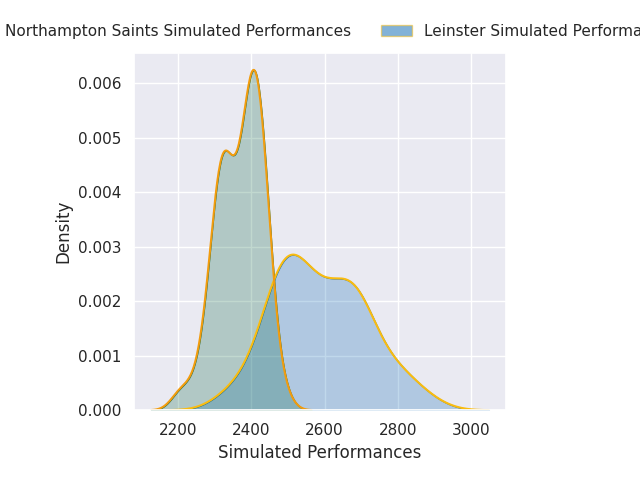 Northampton Saints Simulated Performances
Leinster Simulated Performa
0.006
0.005
0.004
0.003
0.002
0.001
0.000
Density
2200 2400 2600 2800 3000
Simulated Performances